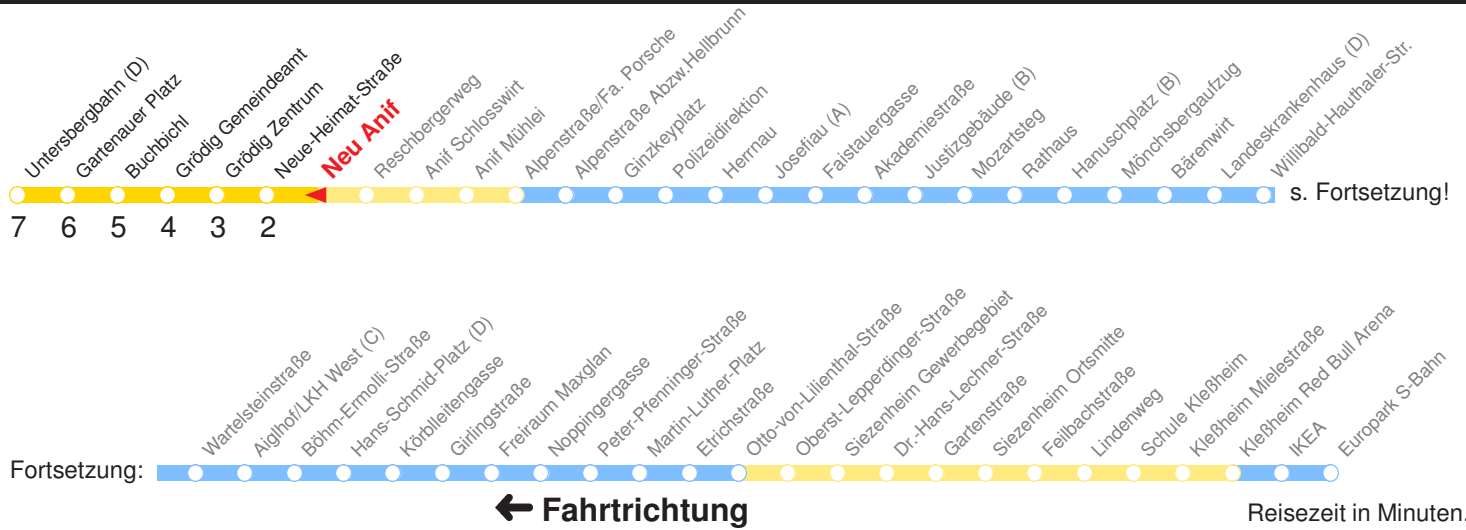 Untersbergbahn (D)
Gartenauer Platz
Buchbichl
Grödig Gemeindeamt
Grödig Zentrum
Neue-Heimat-Straße
Neu Anif
Reschbergerweg
Anif Schlosswirt
Anif Mühlei
Alpenstraße/Fa. Porsche
Alpenstraße Abzw.Hellbrunn
Ginzkeyplatz
Polizeidirektion
Herrnau
Josefiau (A)
Faistauergasse
Akademiestraße
Justizgebäude (B)
Mozartsteg
Rathaus
Hanuschplatz (B)
Mönchsbergaufzug
Bärenwirt
Landeskrankenhaus (D)
Willibald-Hauthaler-Str.
s. Fortsetzung!
7 6 5 4 3 2
Fortsetzung:
Wartelsteinstraße
Aiglhof/LKH West (C)
Böhm-Ermolli-Straße
Hans-Schmid-Platz (D)
Körbleitengasse
Girlingstraße
Freiraum Maxglan
Noppingergasse
Peter-Pfenninger-Straße
Martin-Luther-Platz
Etrichstraße
Otto-von-Lilienthal-Straße
Oberst-Lepperdinger-Straße
Siezenheim Gewerbegebiet
Dr.-Hans-Lechner-Straße
Gartenstraße
Siezenheim Ortsmitte
Feilbachstraße
Lindenweg
Schule Kleßheim
Kleßheim Mielestraße
Kleßheim Red Bull Arena
IKEA
Europark S-Bahn
Fahrtrichtung
Reisezeit in Minuten.